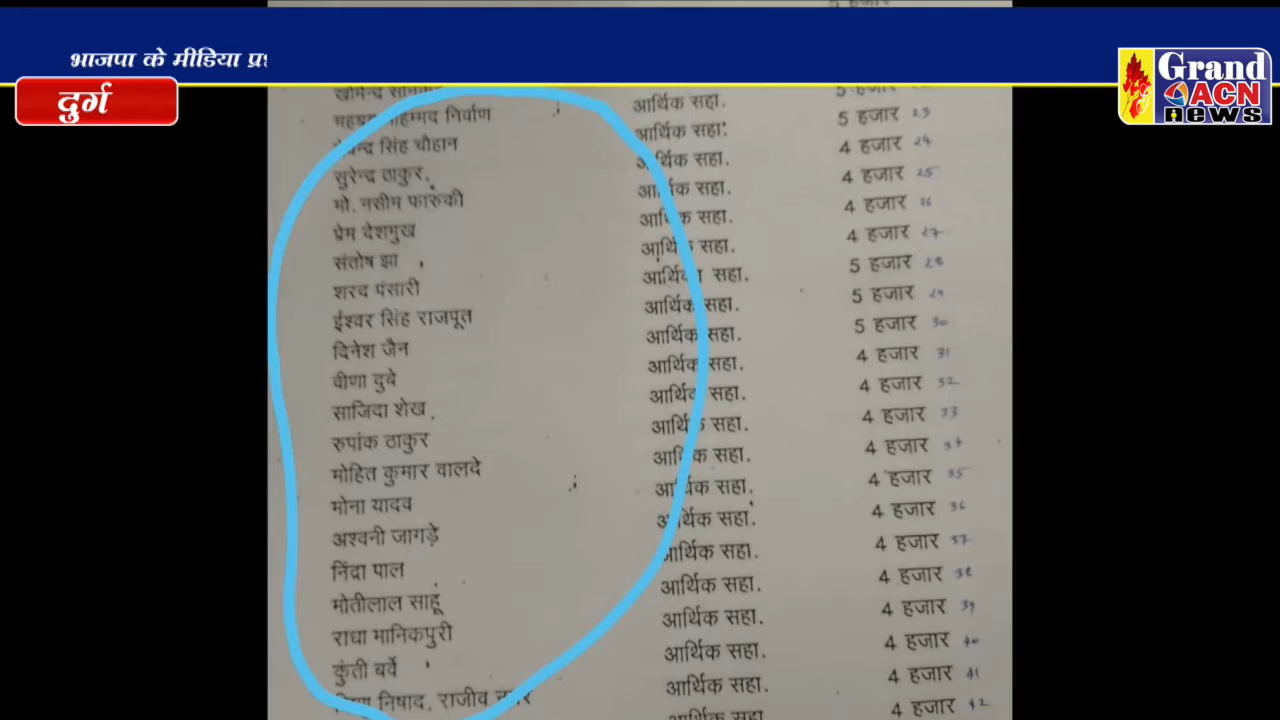 5 हजार
भाजपा के मीडिया
Grand
ACN
news
दुर्ग
आर्थिक सहा. 5 हजार
मोहम्मद निर्वाण आर्थिक सहा. 5 हजार 23
सिंह चौहान आर्थिक सहा. 4 हजार 24
सुरेन्द्र ठाकुर. आर्थिक सहा. 4 हजार 25
मो. नसीम फारुकी आर्थिक सहा. 4 हजार 26
प्रेम देशमुख आर्थिक सहा. 4 हजार 27
संतोष झा आर्थिक सहा. 5 हजार 28
शरद पंसारी आर्थिक सहा. 5 हजार 29
ईश्वर सिंह राजपूत आर्थिक सहा. 5 हजार 30
दिनेश जैन आर्थिक सहा. 4 हजार 31
वीणा दुबे आर्थिक सहा. 4 हजार 32
साजिदा शेख आर्थिक सहा. 4 हजार 33
रुपांक ठाकुर आर्थिक सहा. 4 हजार 34
मोहित कुमार वालदे आर्थिक सहा. 4 हजार 35
मोना यादव आर्थिक सहा. 4 हजार 36
अश्वनी जागड़े आर्थिक सहा. 4 हजार 37
निंद्रा पाल आर्थिक सहा. 4 हजार 38
मोतीलाल साहू आर्थिक सहा. 4 हजार 39
राधा मानिकपुरी आर्थिक सहा. 4 हजार 40
कुंती बर्वे आर्थिक सहा. 4 हजार 41
निषाद, राजीव नगर आर्थिक सहा 4 हजार 42